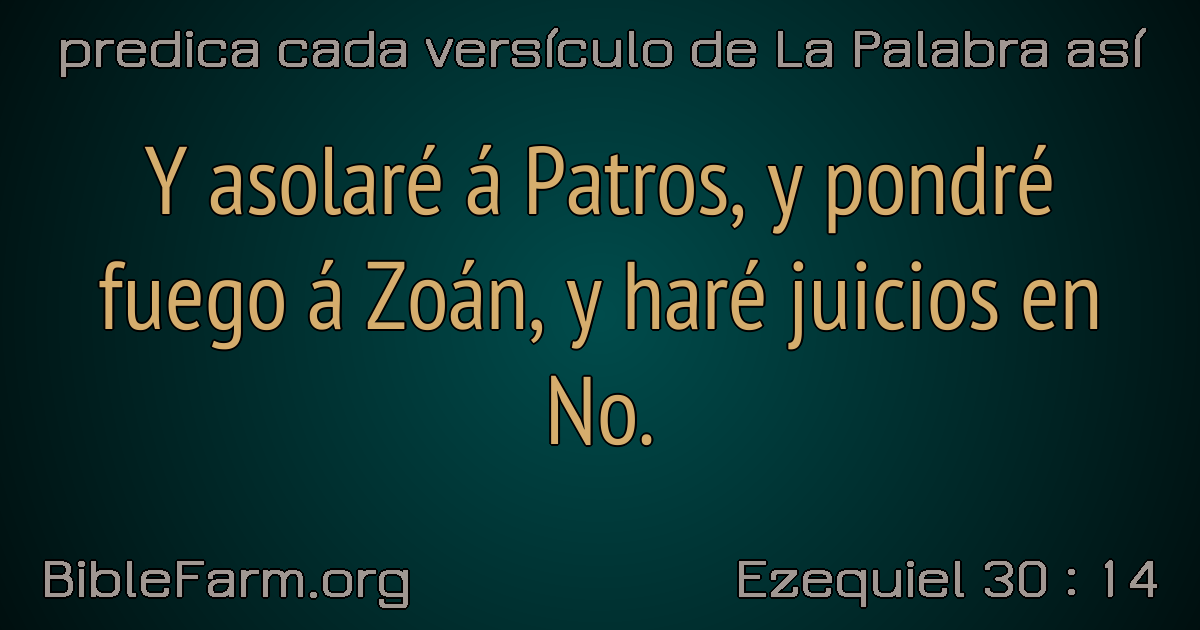 predica cada versículo de La Palabra así
Y asolaré á Patros, y pondré
fuego á Zoán, y haré juicios en
No.
BibleFarm.org
Ezequiel 30 : 14